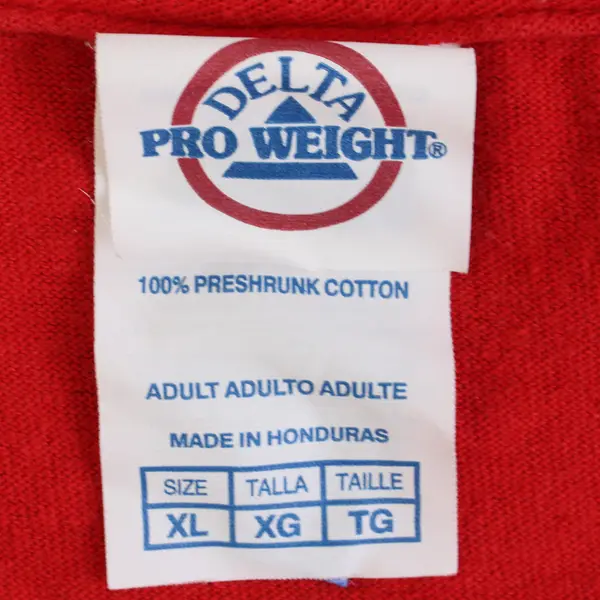 DELTA
PRO WEIGHT®
100% PRESHRUNK COTTON
ADULT ADULTO ADULTE
MADE IN HONDURAS
SIZE TALLA TAILLE
XL XG TG